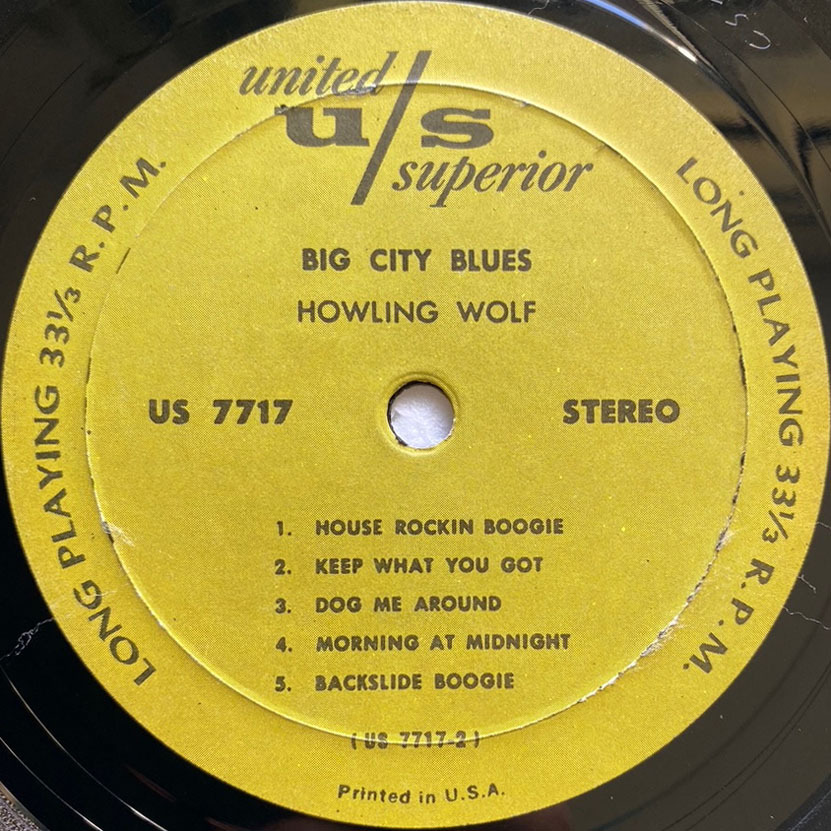 united
u/s
superior
LONG PLAYING 33⅓ R.P.M.
LONG PLAYING 33⅓ R.P.M.
BIG CITY BLUES
HOWLING WOLF
US 7717
STEREO
1. HOUSE ROCKIN BOOGIE
2. KEEP WHAT YOU GOT
3. DOG ME AROUND
4. MORNING AT MIDNIGHT
5. BACKSLIDE BOOGIE
(US 7717-2)
Printed in U.S.A.